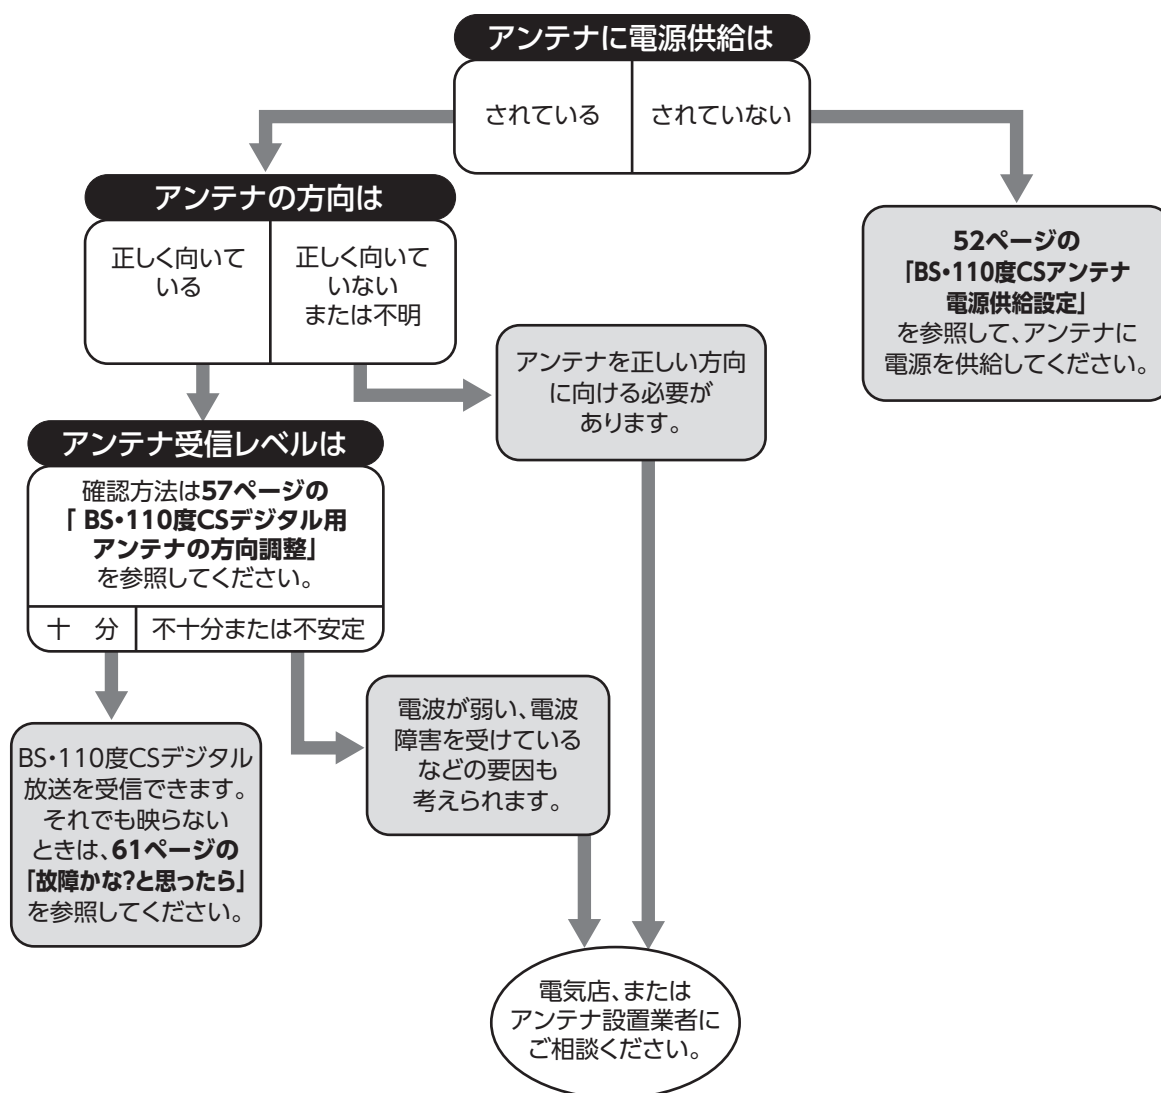 アンテナに電源供給は
されている
されていない
アンテナの方向は
正しく向いて
いる
正しく向いて
いない
または不明
52ページの
「BS・110度CSアンテナ
電源供給設定」
を参照して、アンテナに
電源を供給してください。
アンテナを正しい方向
に向ける必要が
あります。
アンテナ受信レベルは
確認方法は57ページの
「 BS・110度CSデジタル用
アンテナの方向調整」
を参照してください。
十　分
不十分または不安定
電波が弱い、電波
障害を受けている
などの要因も
考えられます。
BS・110度CSデジタル
放送を受信できます。
それでも映らない
ときは、61ページの
「故障かな?と思ったら」
を参照してください。
電気店、または
アンテナ設置業者に
ご相談ください。